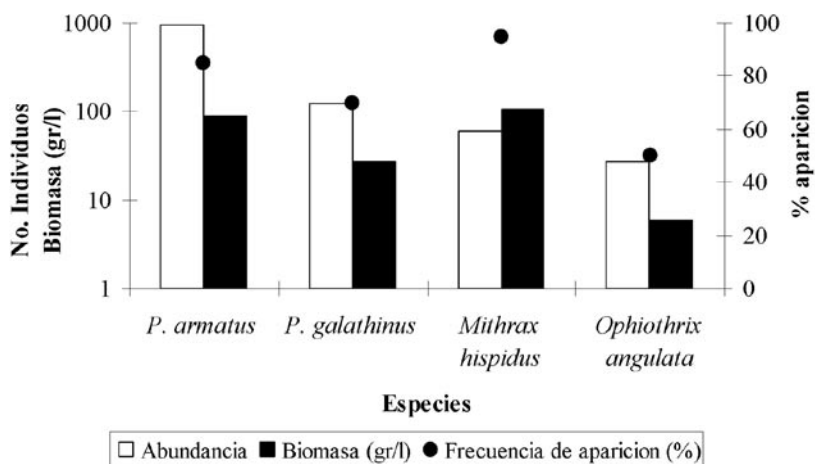 1000
100
10
1
No. Individuos
Biomasa (gr/l)
100
80
60
40
20
0
% aparicion
P. armatus P. galathinus Mithrax Ophiothrix
hispidus angulata
Especies
Abundancia Biomasa (gr/l) Frecuencia de aparicion (%)